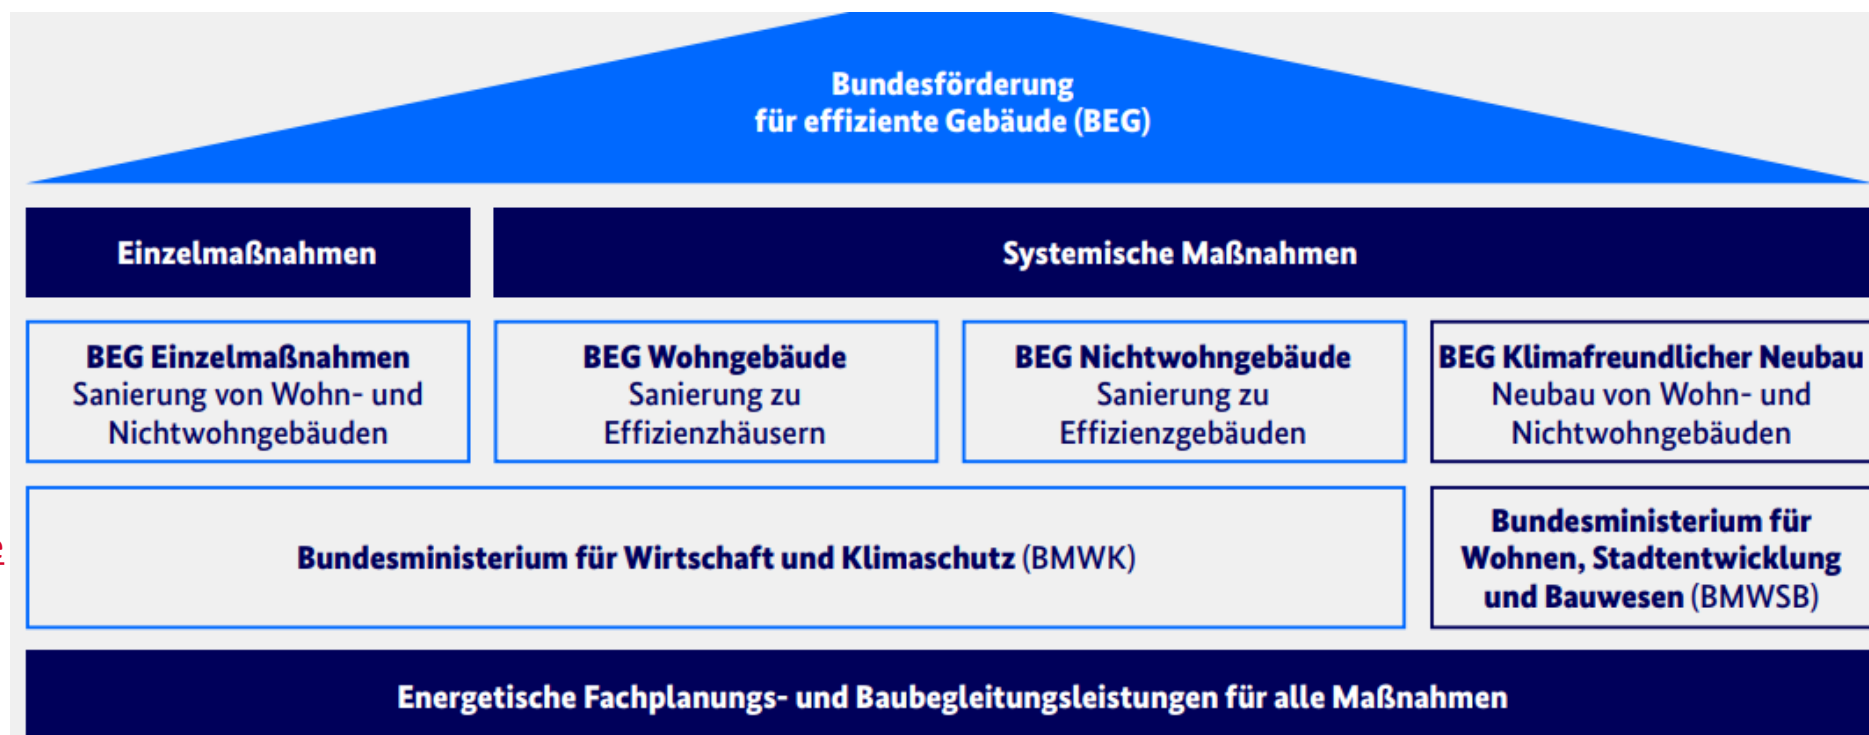 Bundesförderung
für effiziente Gebäude (BEG)
Einzelmaßnahmen
Systemische Maßnahmen
BEG Einzelmaßnahmen
Sanierung von Wohn- und
Nichtwohngebäuden
BEG Wohngebäude
Sanierung zu
Effizienzhäusern
BEG Nichtwohngebäude
Sanierung zu
Effizienzgebäuden
BEG Klimafreundlicher Neubau
Neubau von Wohn- und
Nichtwohngebäuden
Bundesministerium für Wirtschaft und Klimaschutz (BMWK)
Bundesministerium für
Wohnen, Stadtentwicklung
und Bauwesen (BMWSB)
Energetische Fachplanungs- und Baubegleitungsleistungen für alle Maßnahmen